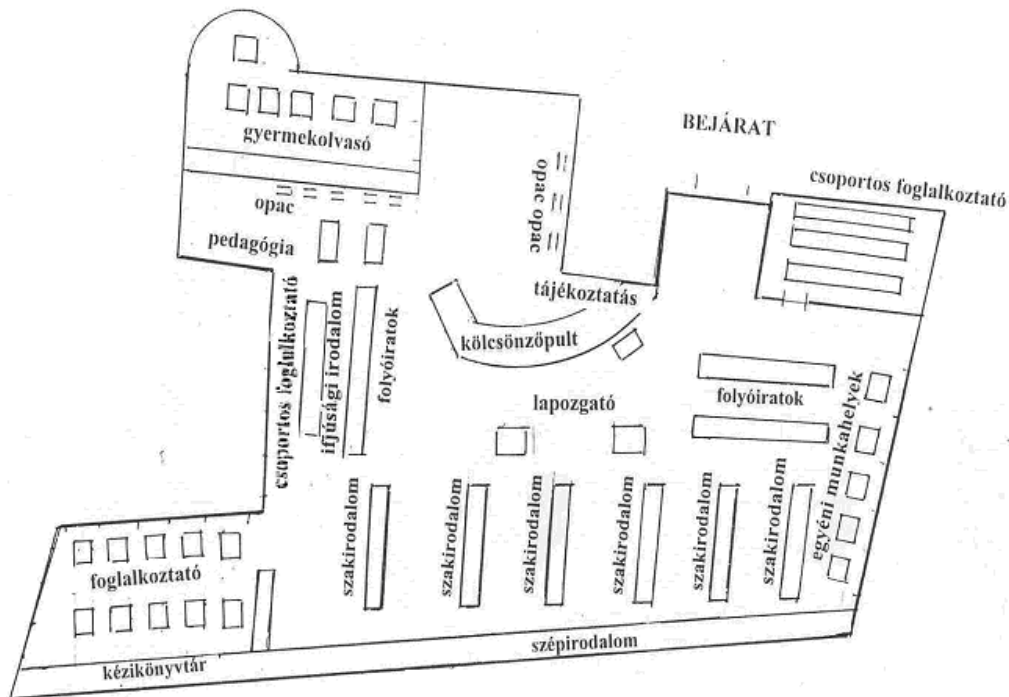 BEJÁRAT
gyermekolvasó
csoportos foglalkoztató
opac
opac opac
pedagógia
tájékoztatás
csoportos foglalkoztató
ifjúsági irodalom
folyóiratok
kölcsönzőpult
lapozgató
folyóiratok
egyéni munkahelyek
szakirodalom
szakirodalom
szakirodalom
szakirodalom
szakirodalom
szakirodalom
foglalkoztató
szépirodalom
kézikönyvtár